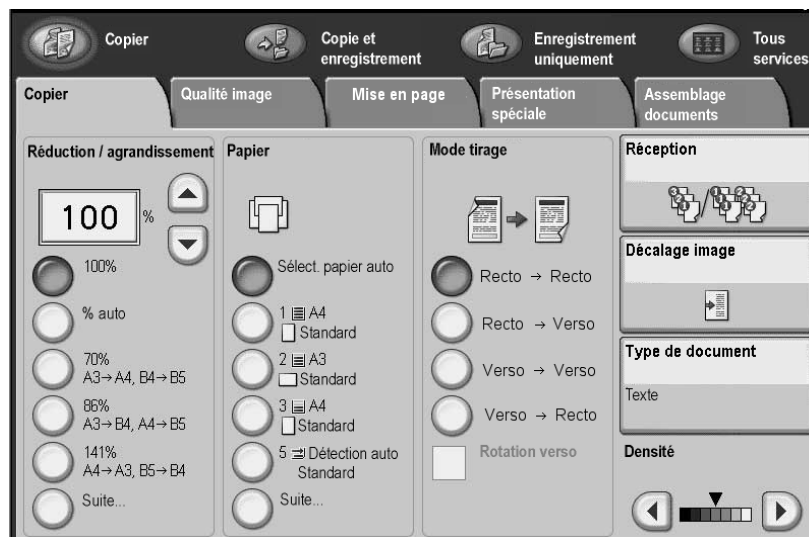 Copier
Copie et
enregistrement
Enregistrement
uniquement
Tous
services
Copier
Qualité image
Mise en page
Présentation
spéciale
Assemblage
documents
Réduction / agrandissement
100 %
100%
% auto
70%
A3→A4, B4→B5
86%
A3→B4, A4→B5
141%
A4→A3, B5→B4
Suite...
Papier
Sélect. papier auto
1 A4
Standard
2 A3
Standard
3 A4
Standard
5 Détection auto
Standard
Suite...
Mode tirage
Recto → Recto
Recto → Verso
Verso → Verso
Verso → Recto
Rotation verso
Réception
Décalage image
Type de document
Texte
Densité